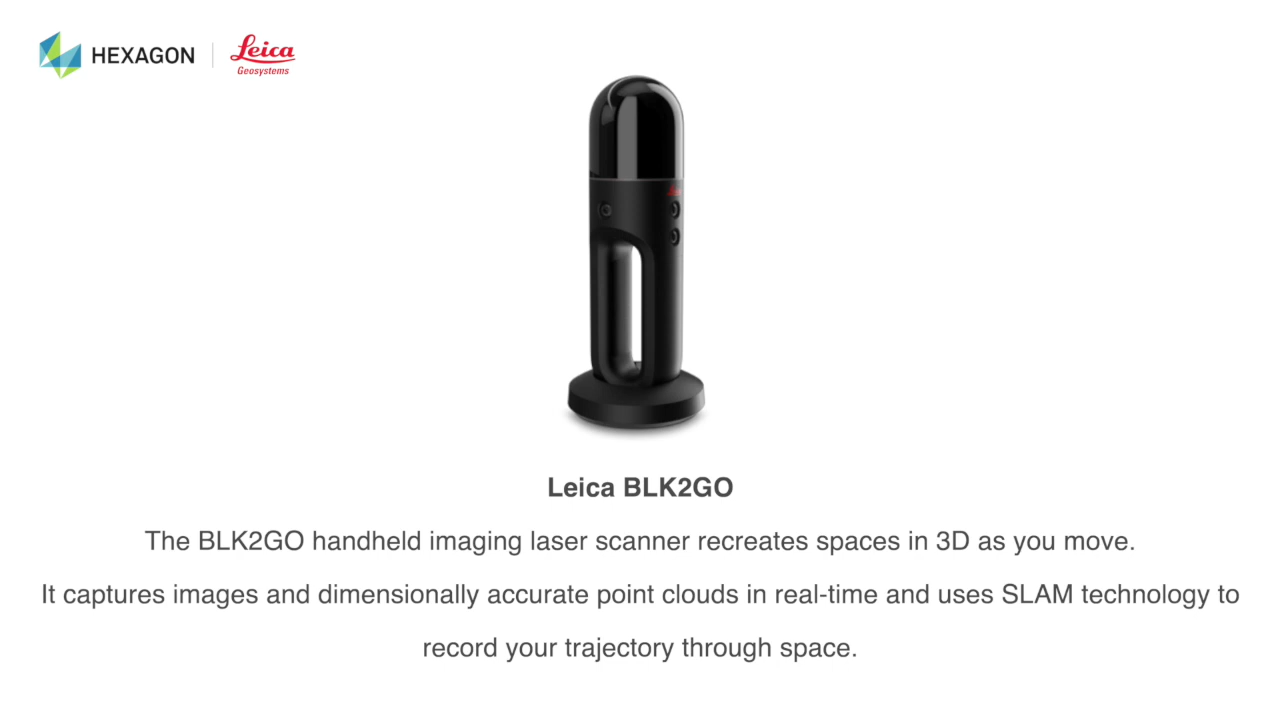 HEXAGON
Leica
Geosystems
Leica
Leica BLK2GO
The BLK2GO handheld imaging laser scanner recreates spaces in 3D as you move.
It captures images and dimensionally accurate point clouds in real-time and uses SLAM technology to
record your trajectory through space.